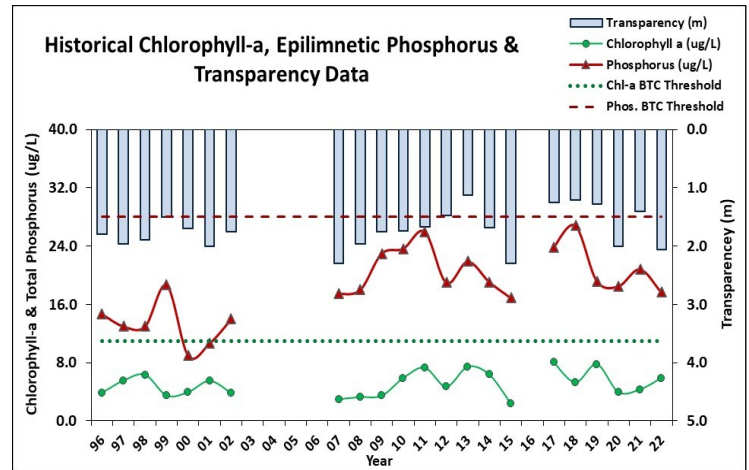 Historical Chlorophyll-a, Epilimnetic Phosphorus &
Transparency Data
Transparency (m)
Chlorophyll a (ug/L)
Phosphorus (ug/L)
Chl-a BTC Threshold
Phos. BTC Threshold
Chlorophyll-a & Total Phosphorus (ug/L)
40.0
32.0
24.0
16.0
8.0
0.0
0.0
1.0
2.0
3.0
4.0
5.0
Transparencey (m)
96 97 98 99 00 01 02 03 04 05 06 07 08 09 10 11 12 13 14 15 16 17 18 19 20 21 22
Year